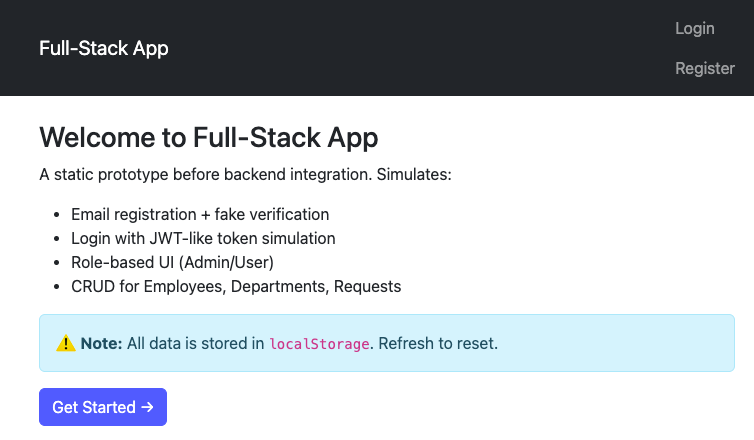 Full-Stack App
Login
Register
Welcome to Full-Stack App
A static prototype before backend integration. Simulates:
• Email registration + fake verification
• Login with JWT-like token simulation
• Role-based UI (Admin/User)
• CRUD for Employees, Departments, Requests
⚠️ Note: All data is stored in localStorage. Refresh to reset.
Get Started →